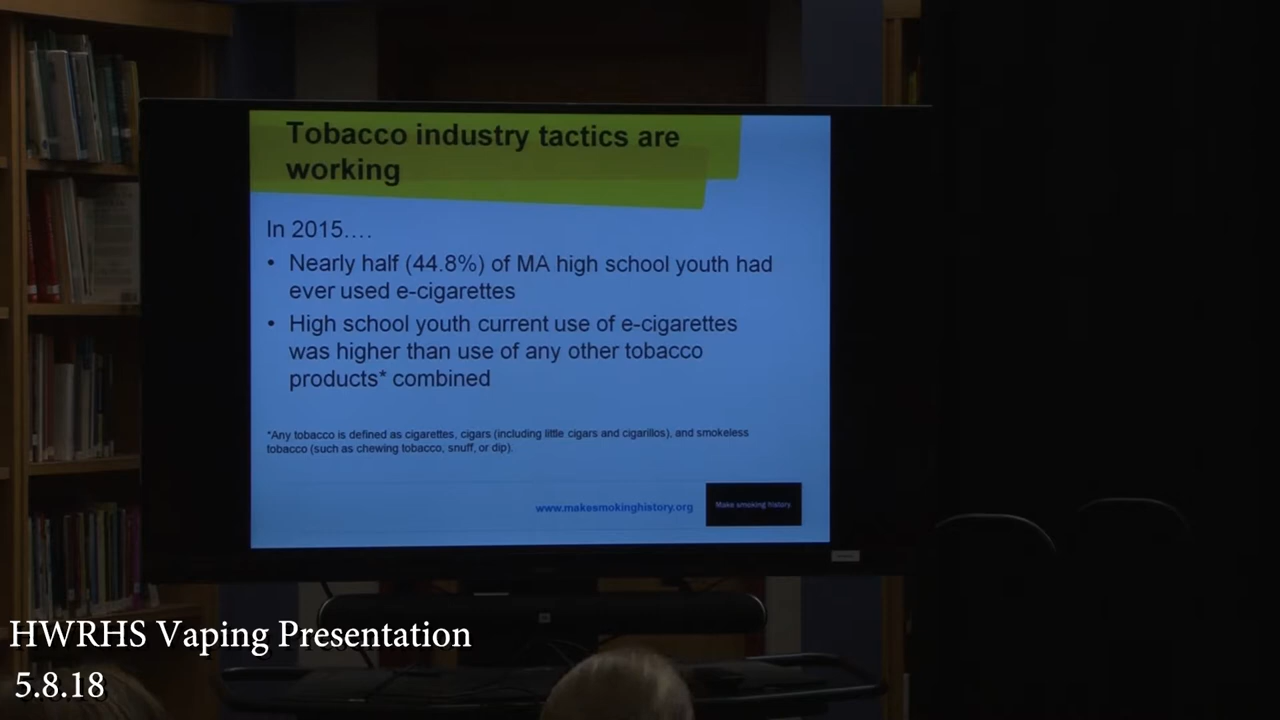 Tobacco industry tactics are
working
In 2015….
• Nearly half (44.8%) of MA high school youth had
ever used e-cigarettes
• High school youth current use of e-cigarettes
was higher than use of any other tobacco
products* combined
*Any tobacco is defined as cigarettes, cigars (including little cigars and cigarillos), and smokeless
tobacco (such as chewing tobacco, snuff, or dip).
www.makesmokinghistory.org
Make smoking history.
HWRHS Vaping Presentation
5.8.18